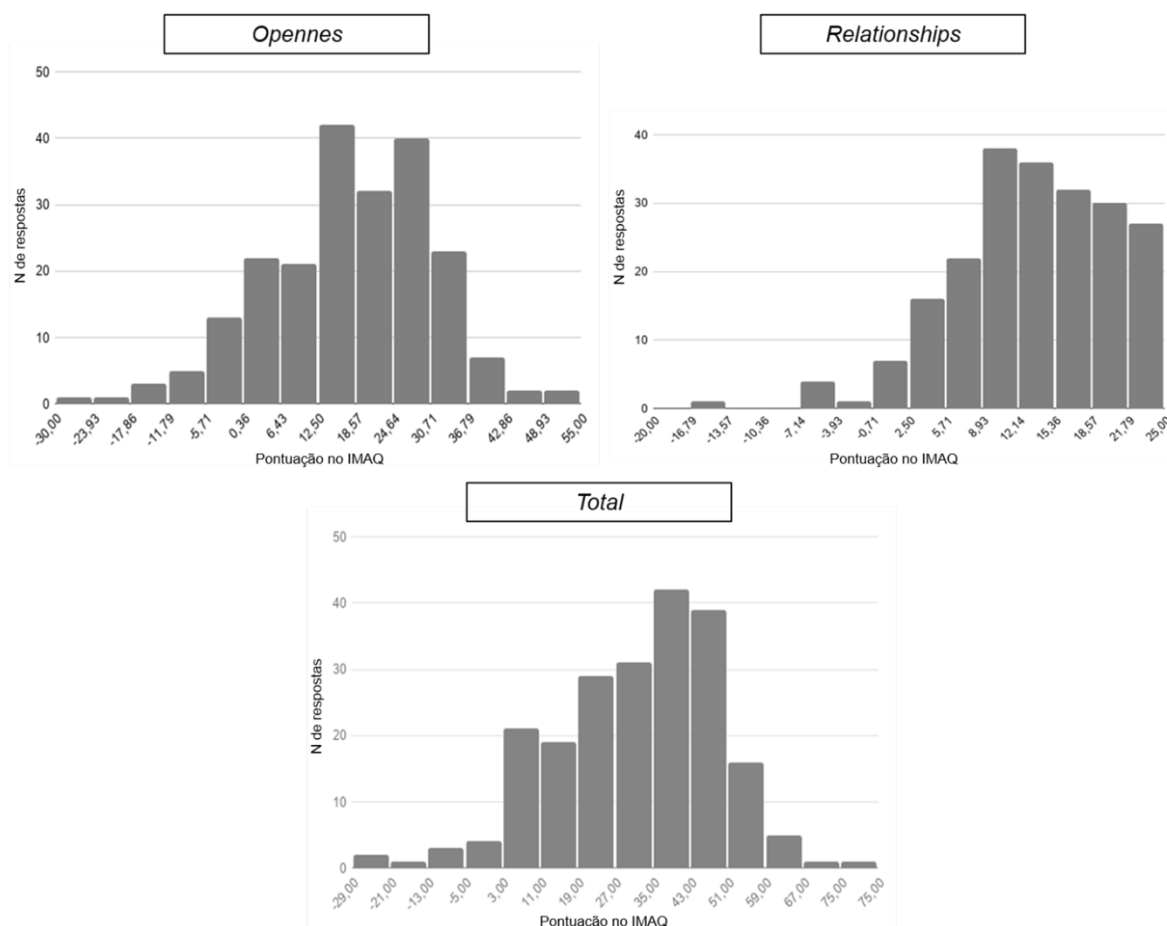 Opennes
50
40
30
20
10
0
N de respostas
-30,00 -23,93 -17,86 -11,79 -5,71 0,36 6,43 12,50 18,57 24,64 30,71 36,79 42,86 48,93 55,00
Pontuação no IMAQ
Relationships
40
30
20
10
0
N de respostas
-20,00 -16,79 -13,57 -10,36 -7,14 -3,93 -0,71 2,50 5,71 8,93 12,14 15,36 18,57 21,79 25,00
Pontuação no IMAQ
Total
50
40
30
20
10
0
N de respostas
-29,00 -21,00 -13,00 -5,00 3,00 11,00 19,00 27,00 35,00 43,00 51,00 59,00 67,00 75,00 75,00
Pontuação no IMAQ